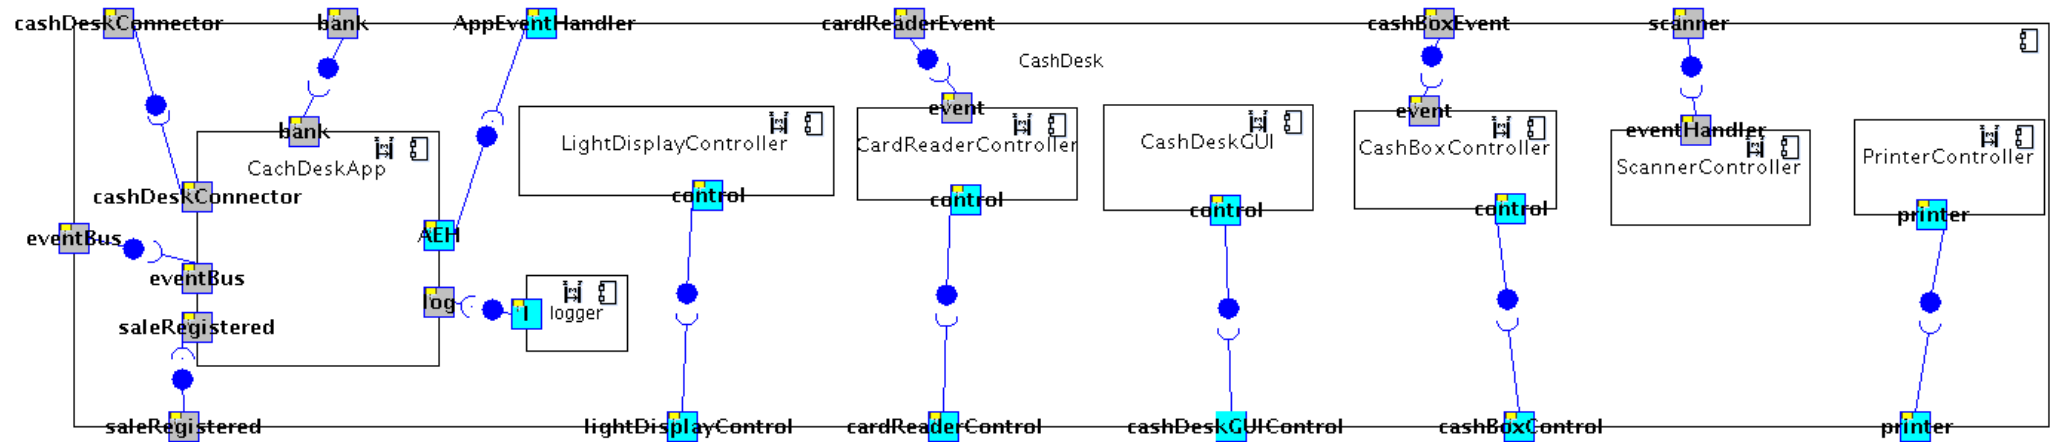 cashDeskConnector
bank
AppEventHandler
cardReaderEvent
cashBoxEvent
scanner
CashDesk
event
event
bank
eventHandler
LightDisplayController
CardReaderController
CashDeskGUI
CashBoxController
PrinterController
CachDeskApp
ScannerController
cashDeskConnector
control
control
control
control
printer
eventBus
AEH
eventBus
log
l
logger
saleRegistered
saleRegistered
lightDisplayControl
cardReaderControl
cashDeskGUIControl
cashBoxControl
printer